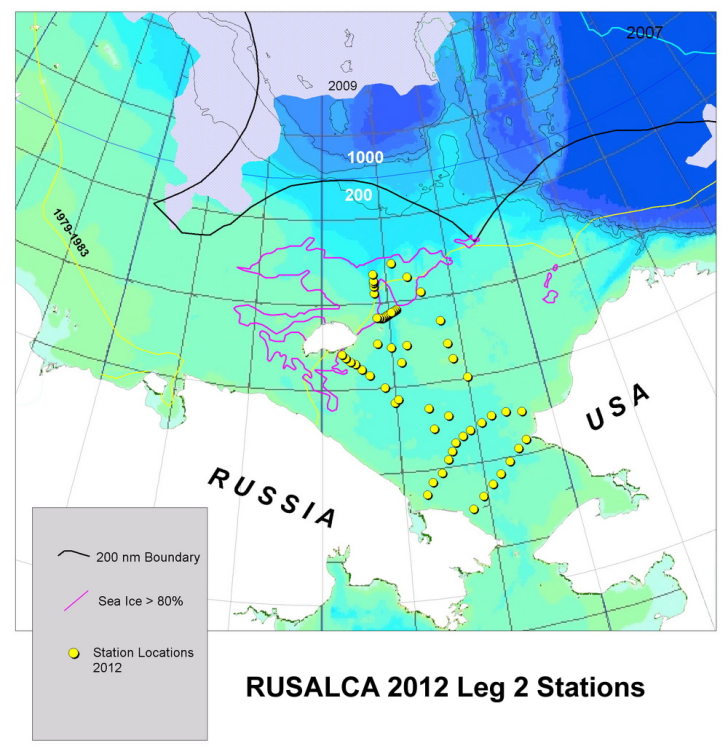 2007
2009
1000
200
1979-1983
USA
RUSSIA
200 nm Boundary
Sea Ice > 80%
Station Locations
2012
RUSALCA 2012 Leg 2 Stations